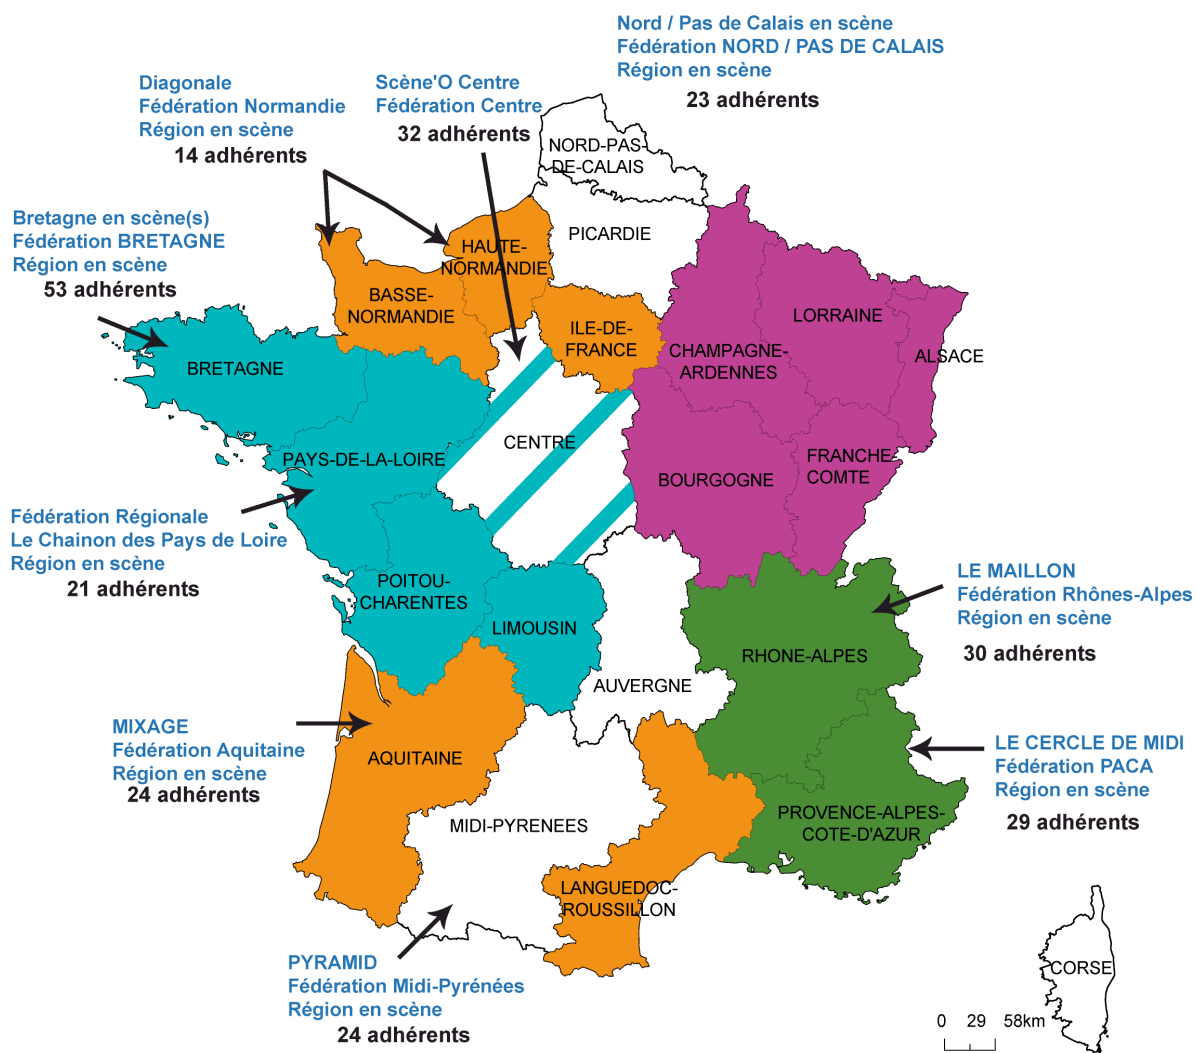 Nord / Pas de Calais en scène
Fédération NORD / PAS DE CALAIS
Région en scène
23 adhérents
Diagonale
Fédération Normandie
Région en scène
14 adhérents
Scène'O Centre
Fédération Centre
32 adhérents
NORD-PAS-
DE-CALAIS
Bretagne en scène(s)
Fédération BRETAGNE
Région en scène
53 adhérents
PICARDIE
HAUTE-
NORMANDIE
BASSE-
NORMANDIE
ILE-DE-
FRANCE
LORRAINE
CHAMPAGNE-
ARDENNES
ALSACE
BRETAGNE
CENTRE
PAYS-DE-LA-LOIRE
BOURGOGNE
FRANCHE
COMTE
Fédération Régionale
Le Chainon des Pays de Loire
Région en scène
21 adhérents
POITOU-
CHARENTES
LIMOUSIN
LE MAILLON
Fédération Rhônes-Alpes
Région en scène
30 adhérents
RHONE-ALPES
AUVERGNE
MIXAGE
Fédération Aquitaine
Région en scène
24 adhérents
AQUITAINE
LE CERCLE DE MIDI
Fédération PACA
Région en scène
29 adhérents
MIDI-PYRENEES
PROVENCE-ALPES-
COTE-D'AZUR
LANGUEDOC-
ROUSSILLON
PYRAMID
Fédération Midi-Pyrénées
Région en scène
24 adhérents
CORSE
0 29 58km